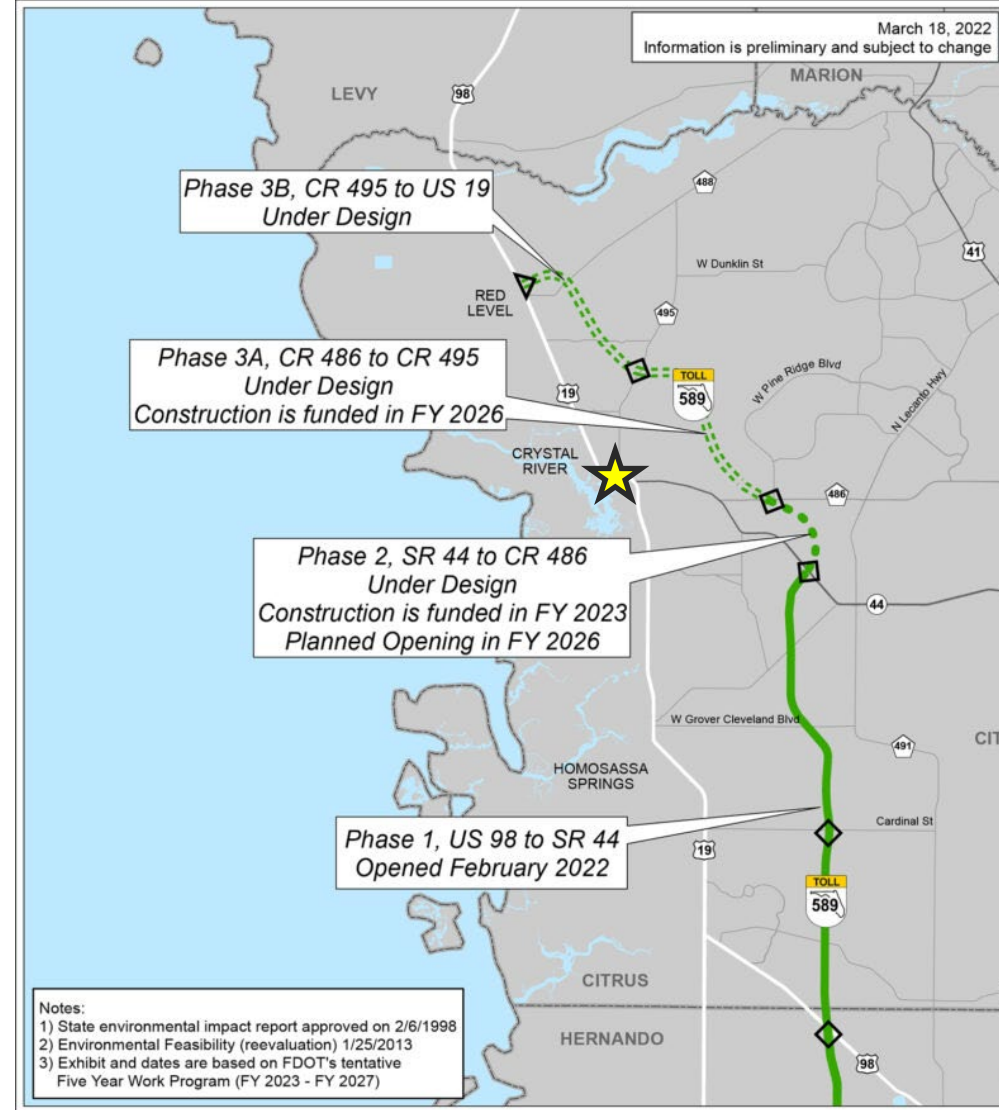 March 18, 2022
Information is preliminary and subject to change
MARION
LEVY
98
488
Phase 3B, CR 495 to US 19
Under Design
41
W Dunklin St
RED
LEVEL
495
Phase 3A, CR 486 to CR 495
Under Design
Construction is funded in FY 2026
TOLL
589
W Pine Ridge Blvd
N Lecanto Hwy
19
CRYSTAL
RIVER
486
Phase 2, SR 44 to CR 486
Under Design
Construction is funded in FY 2023
Planned Opening in FY 2026
44
W Grover Cleveland Blvd
491
CIT
HOMOSASSA
SPRINGS
Phase 1, US 98 to SR 44
Opened February 2022
Cardinal St
19
TOLL
589
CITRUS
HERNANDO
98
Notes:
1) State environmental impact report approved on 2/6/1998
2) Environmental Feasibility (reevaluation) 1/25/2013
3) Exhibit and dates are based on FDOT's tentative
Five Year Work Program (FY 2023 - FY 2027)